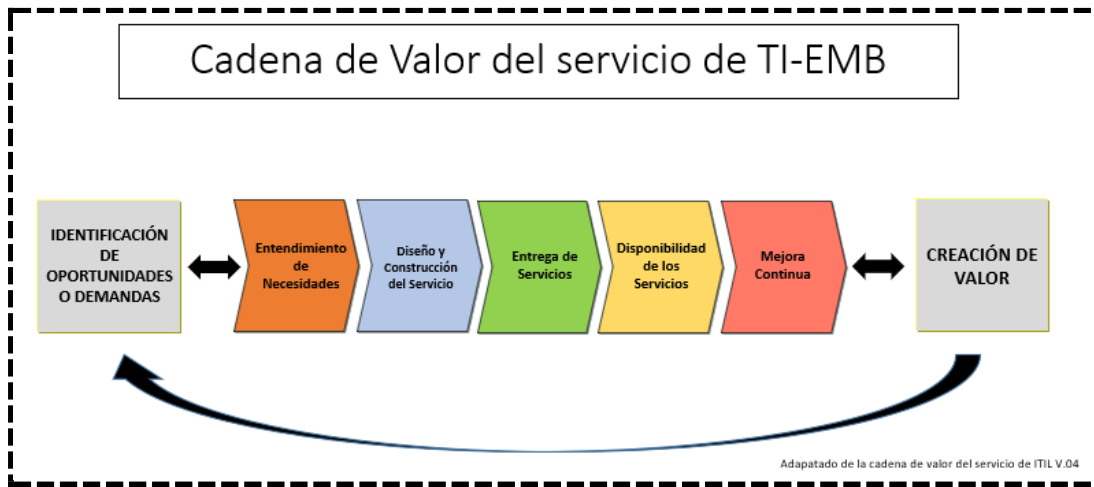 Cadena de Valor del servicio de TI-EMB
IDENTIFICACIÓN
DE
OPORTUNIDADES
O DEMANDAS
Entendimiento
de
Necesidades
Diseño y
Construcción
del Servicio
Entrega de
Servicios
Disponibilidad
de los
Servicios
Mejora
Continua
CREACIÓN DE
VALOR
Adapatado de la cadena de valor del servicio de ITIL V.04